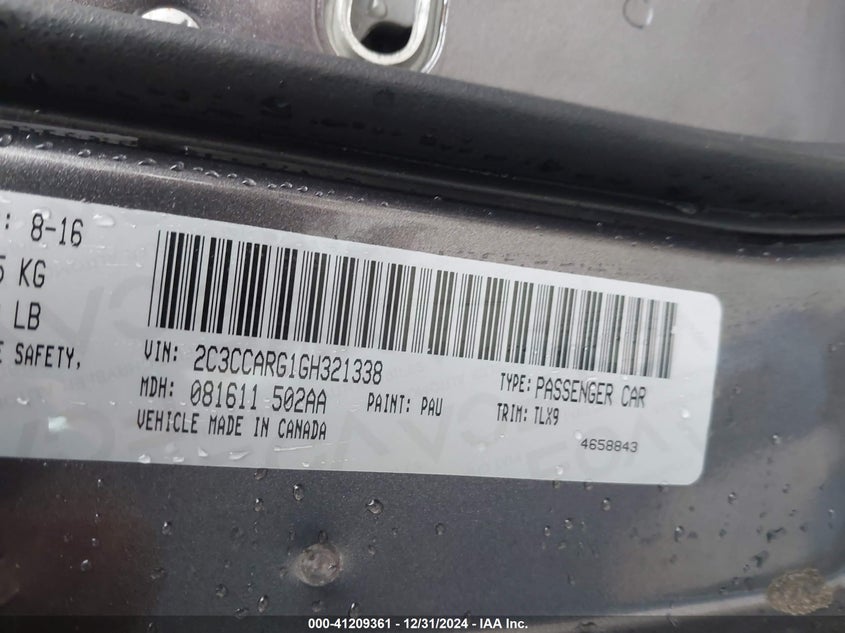 : 8-16
5 KG
LB
E SAFETY,
VIN: 2C3CCARG1GH321338
TYPE: PASSENGER CAR
MDH: 081611 502AA PAINT: PAU
TRIM: TLX9
VEHICLE MADE IN CANADA
4658843
000-41209361 - 12/31/2024 - IAA Inc.